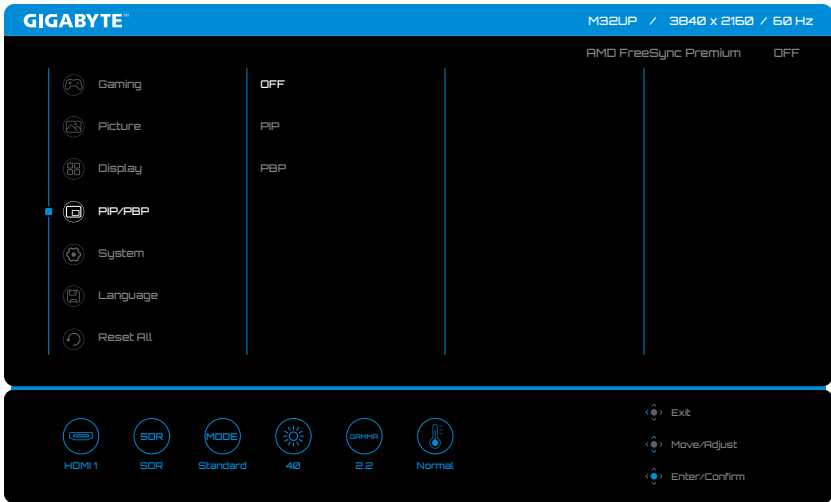 GIGABYTE™
M32UP / 3840 x 2160 / 60 Hz
AMD FreeSync Premium OFF
Gaming
OFF
Picture
PIP
Display
PBP
PIP/PBP
System
Language
Reset All
SDR
MODE
GAMMA
HDMI 1
SDR
Standard
40
2.2
Normal
Exit
Move/Adjust
Enter/Confirm